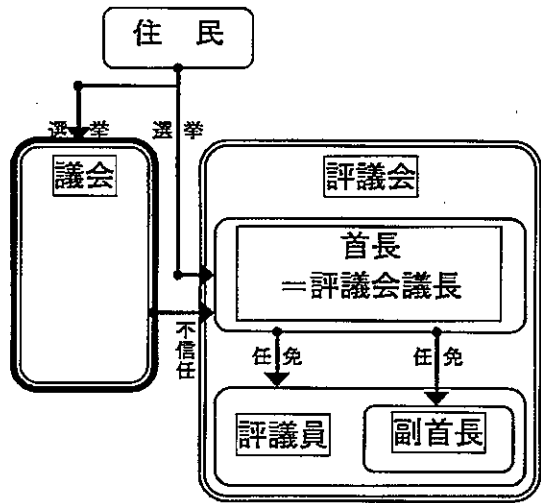 住 民
選 挙
選 挙
議会
評議会
首長
＝評議会議長
不信任
任 免
任 免
評議員
副首長